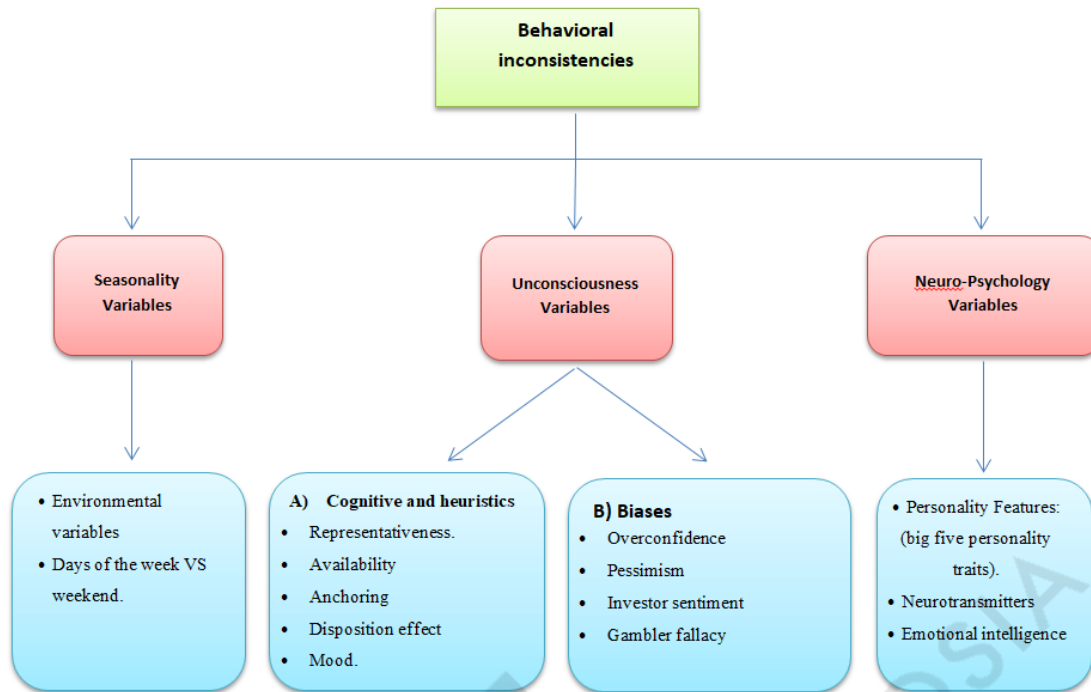 Behavioral
inconsistencies
Seasonality
Variables
Unconsciousness
Variables
Neuro-Psychology
Variables
• Environmental
variables
• Days of the week VS
weekend.
A) Cognitive and heuristics
• Representativeness.
• Availability
• Anchoring
• Disposition effect
• Mood.
B) Biases
• Overconfidence
• Pessimism
• Investor sentiment
• Gambler fallacy
• Personality Features:
(big five personality
traits).
• Neurotransmitters
• Emotional intelligence